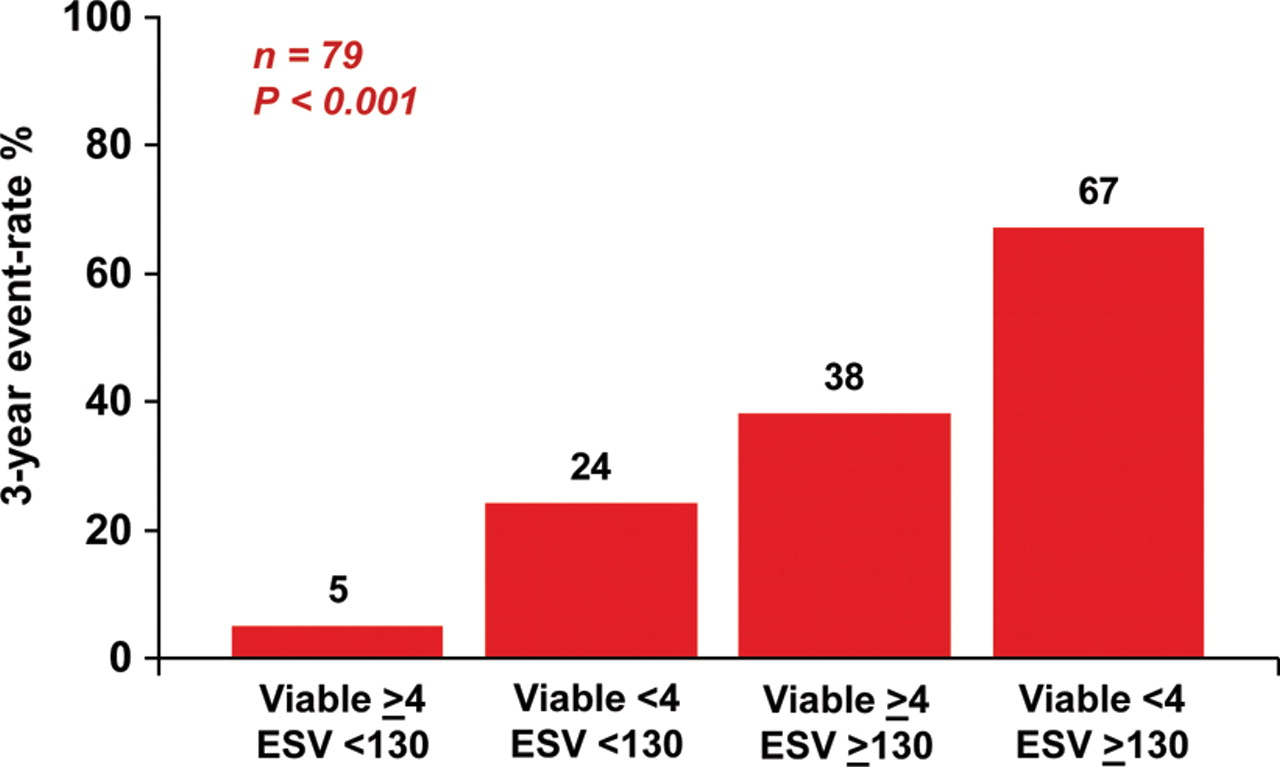 100
80
60
40
20
0
3-year event-rate %
n = 79
P < 0.001
5
24
38
67
Viable ≥4
ESV <130
Viable <4
ESV <130
Viable ≥4
ESV ≥130
Viable <4
ESV ≥130